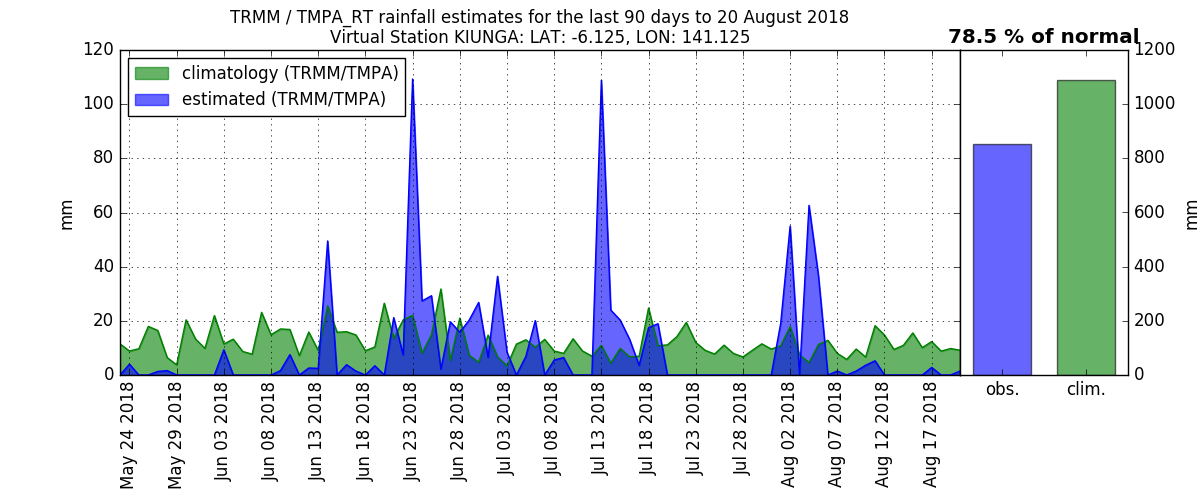 TRMM / TMPA_RT rainfall estimates for the last 90 days to 20 August 2018
Virtual Station KIUNGA: LAT: -6.125, LON: 141.125
78.5 % of normal
climatology (TRMM/TMPA)
estimated (TRMM/TMPA)
120
100
80
60
40
20
0
mm
1200
1000
800
600
400
200
0
mm
May 24 2018
May 29 2018
Jun 03 2018
Jun 08 2018
Jun 13 2018
Jun 18 2018
Jun 23 2018
Jun 28 2018
Jul 03 2018
Jul 08 2018
Jul 13 2018
Jul 18 2018
Jul 23 2018
Jul 28 2018
Aug 02 2018
Aug 07 2018
Aug 12 2018
Aug 17 2018
obs.
clim.